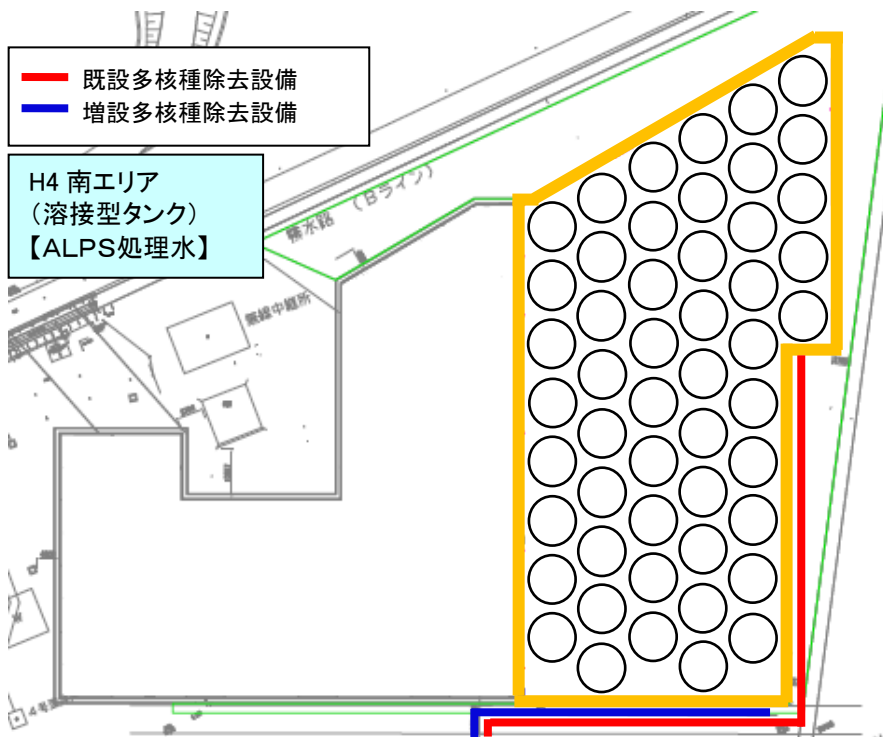 既設多核種除去設備
増設多核種除去設備
H4 南エリア
（溶接型タンク）
【ALPS処理水】
排水路 （Bライン）
無線中継所